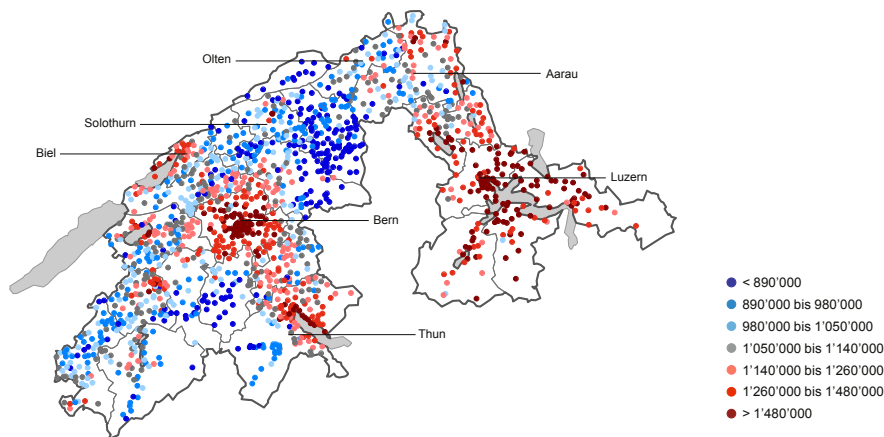 Olten
Aarau
Solothurn
Biel
Luzern
Bern
Thun
< 890'000
890'000 bis 980'000
980'000 bis 1'050'000
1'050'000 bis 1'140'000
1'140'000 bis 1'260'000
1'260'000 bis 1'480'000
> 1'480'000